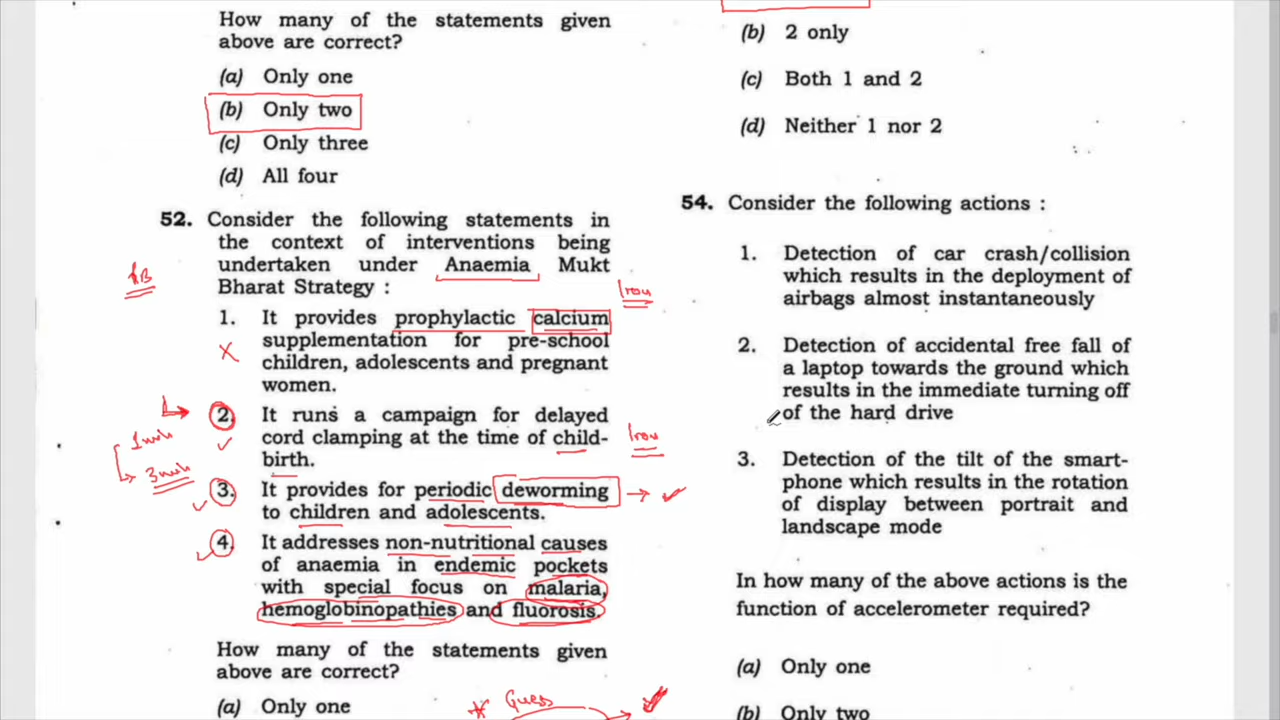 How many of the statements given
above are correct?
(a) Only one
(b) Only two
(c) Only three
(d) All four
52. Consider the following statements in
the context of interventions being
undertaken under Anaemia Mukt
Bharat Strategy :
Iron
1. It provides prophylactic calcium
supplementation for pre-school
children, adolescents and pregnant
women.
2. It runs a campaign for delayed
cord clamping at the time of child-
birth.
1 min
3 min
Iron
3. It provides for periodic deworming
to children and adolescents.
4. It addresses non-nutritional causes
of anaemia in endemic pockets
with special focus on malaria,
hemoglobinopathies and fluorosis.
How many of the statements given
above are correct?
(a) Only one
Guess
(b) 2 only
(c) Both 1 and 2
(d) Neither 1 nor 2
54. Consider the following actions :
1. Detection of car crash/collision
which results in the deployment of
airbags almost instantaneously
2. Detection of accidental free fall of
a laptop towards the ground which
results in the immediate turning off
of the hard drive
3. Detection of the tilt of the smart-
phone which results in the rotation
of display between portrait and
landscape mode
In how many of the above actions is the
function of accelerometer required?
(a) Only one
(b) Only two